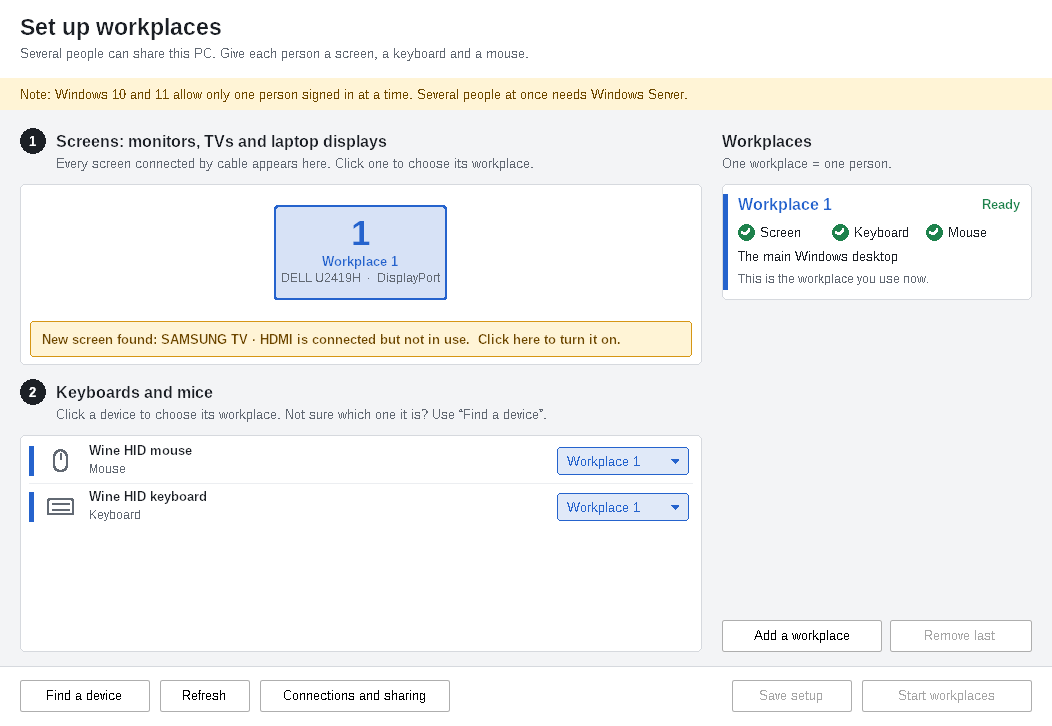 Set up workplaces
Several people can share this PC. Give each person a screen, a keyboard and a mouse.
Note: Windows 10 and 11 allow only one person signed in at a time. Several people at once needs Windows Server.
1
Screens: monitors, TVs and laptop displays
Every screen connected by cable appears here. Click one to choose its workplace.
1
Workplace 1
DELL U2419H · DisplayPort
New screen found: SAMSUNG TV · HDMI is connected but not in use. Click here to turn it on.
2
Keyboards and mice
Click a device to choose its workplace. Not sure which one it is? Use “Find a device”.
Wine HID mouse
Mouse
Workplace 1
Wine HID keyboard
Keyboard
Workplace 1
Workplaces
One workplace = one person.
Workplace 1
Ready
Screen
Keyboard
Mouse
The main Windows desktop
This is the workplace you use now.
Add a workplace
Remove last
Find a device
Refresh
Connections and sharing
Save setup
Start workplaces